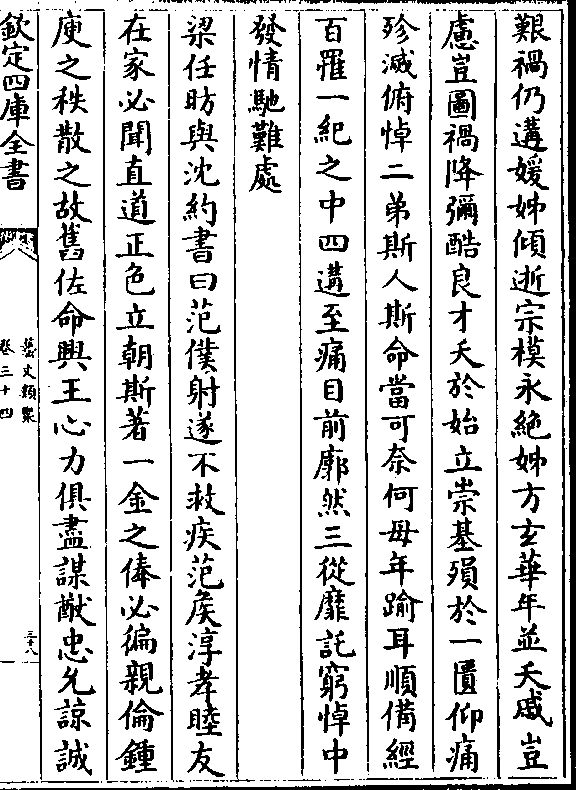 艱禍仍遘媛姊傾逝宗模永絶姊方玄華年並夭慼豈
慮豈圖禍降彌酷良才夭於始立崇基殞於一匱仰痛
殄滅俯悼二弟斯人斯命當可奈何毋年踰耳順備經
百罹一紀之中四遘至痛目前廓然三從靡託窮悼中
發情馳難處
梁任昉與沈約書曰范僕射遂不救疾范侯淳孝睦友
在家必聞直道正色立朝斯著一金之俸必徧親倫鍾
庾之秩散之故舊佐命興王心力俱盡謀猷忠允諒誠
欽定四庫全書
藝文類聚
卷三十四
三十八